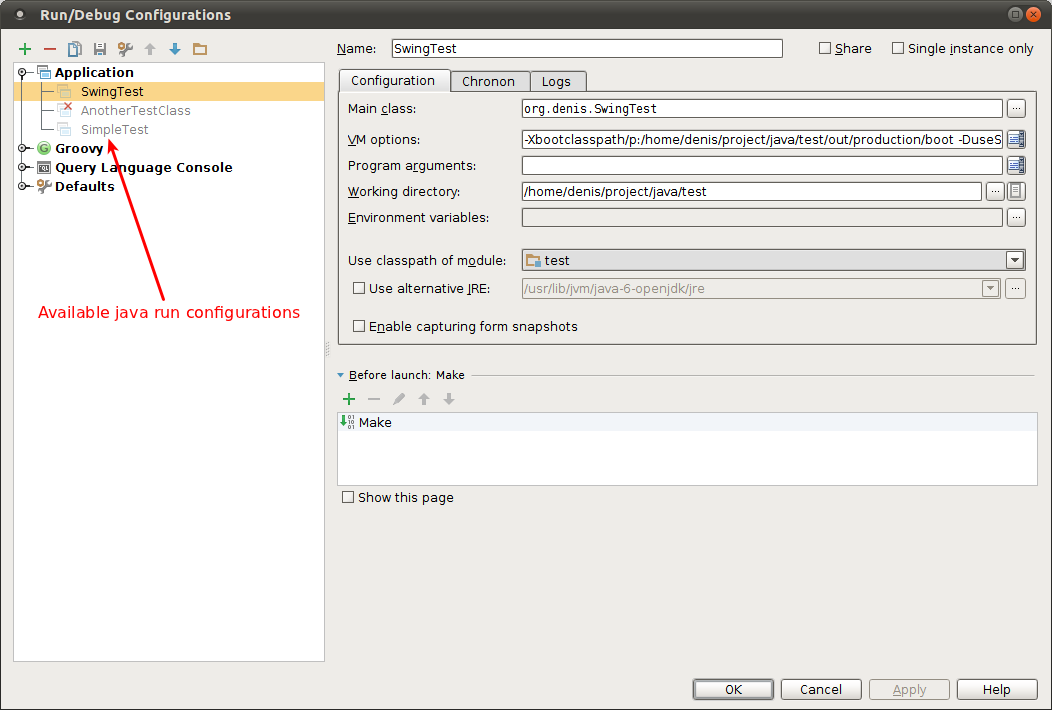 Run/Debug Configurations
Name: SwingTest Share Single instance only
Application
SwingTest
AnotherTestClass
SimpleTest
Groovy
Query Language Console
Defaults
Available java run configurations
Configuration Chronon Logs
Main class: org.denis.SwingTest
VM options: -Xbootclasspath/p:/home/denis/project/java/test/out/production/boot -DuseS
Program arguments:
Working directory: /home/denis/project/java/test
Environment variables:
Use classpath of module: test
Use alternative JRE: /usr/lib/jvm/java-6-openjdk/jre
Enable capturing form snapshots
Before launch: Make
Make
Show this page
OK Cancel Apply Help